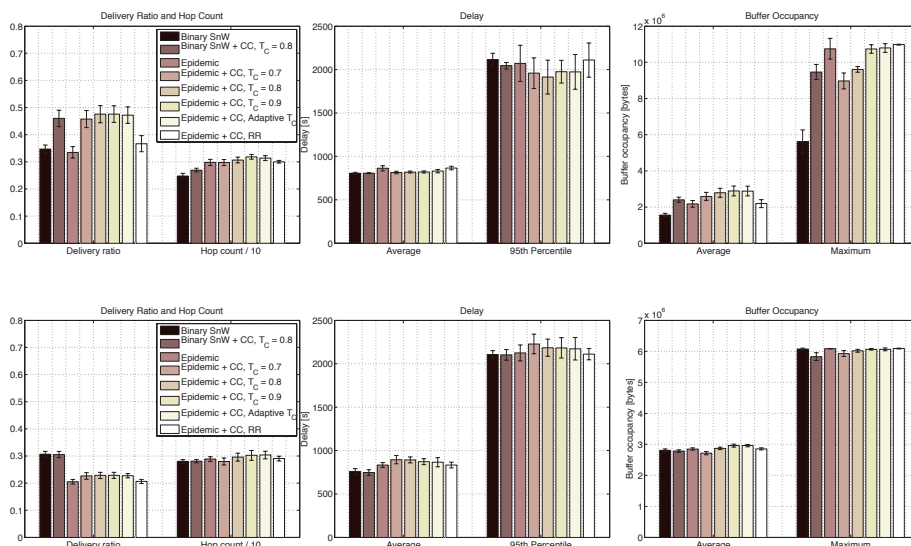 Delivery Ratio and Hop Count
0.8
0.7
0.6
0.5
0.4
0.3
0.2
0.1
0
Binary SnW
Binary SnW + CC, T_C = 0.8
Epidemic
Epidemic + CC, T_C = 0.7
Epidemic + CC, T_C = 0.8
Epidemic + CC, T_C = 0.9
Epidemic + CC, Adaptive T_C
Epidemic + CC, RR
Delivery ratio
Hop count / 10
Delay
2500
2000
1500
1000
500
0
Delay [s]
Average
95th Percentile
Buffer Occupancy
x 10^6
12
10
8
6
4
2
0
Buffer occupancy [bytes]
Average
Maximum
Delivery Ratio and Hop Count
0.8
0.7
0.6
0.5
0.4
0.3
0.2
0.1
0
Binary SnW
Binary SnW + CC, T_C = 0.8
Epidemic
Epidemic + CC, T_C = 0.7
Epidemic + CC, T_C = 0.8
Epidemic + CC, T_C = 0.9
Epidemic + CC, Adaptive T_C
Epidemic + CC, RR
Delivery ratio
Hop count / 10
Delay
2500
2000
1500
1000
500
0
Delay [s]
Average
95th Percentile
Buffer Occupancy
x 10^6
7
6
5
4
3
2
1
0
Buffer occupancy [bytes]
Average
Maximum